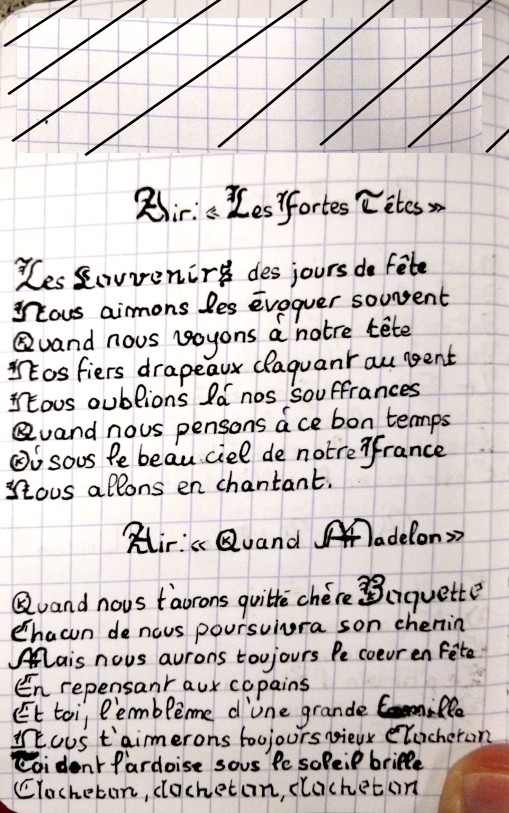 Air: « Les Fortes Têtes »
Les souvenirs des jours de fête
Nous aimons les évoquer souvent
Quand nous voyons à notre tête
Nos fiers drapeaux claquant au vent
Nous oublions là nos souffrances
Quand nous pensons à ce bon temps
Où sous le beau ciel de notre France
Nous allons en chantant.
Air: « Quand Madelon »
Quand nous t'aurons quitté chère Baquette
Chacun de nous poursuivra son chemin
Mais nous aurons toujours le coeur en fête
En repensant aux copains
Et toi, l'emblême d'une grande famille
Nous t'aimerons toujours vieux Clocheton
Toi dont l'ardoise sous le soleil brille
Clocheton, clocheton, clocheton